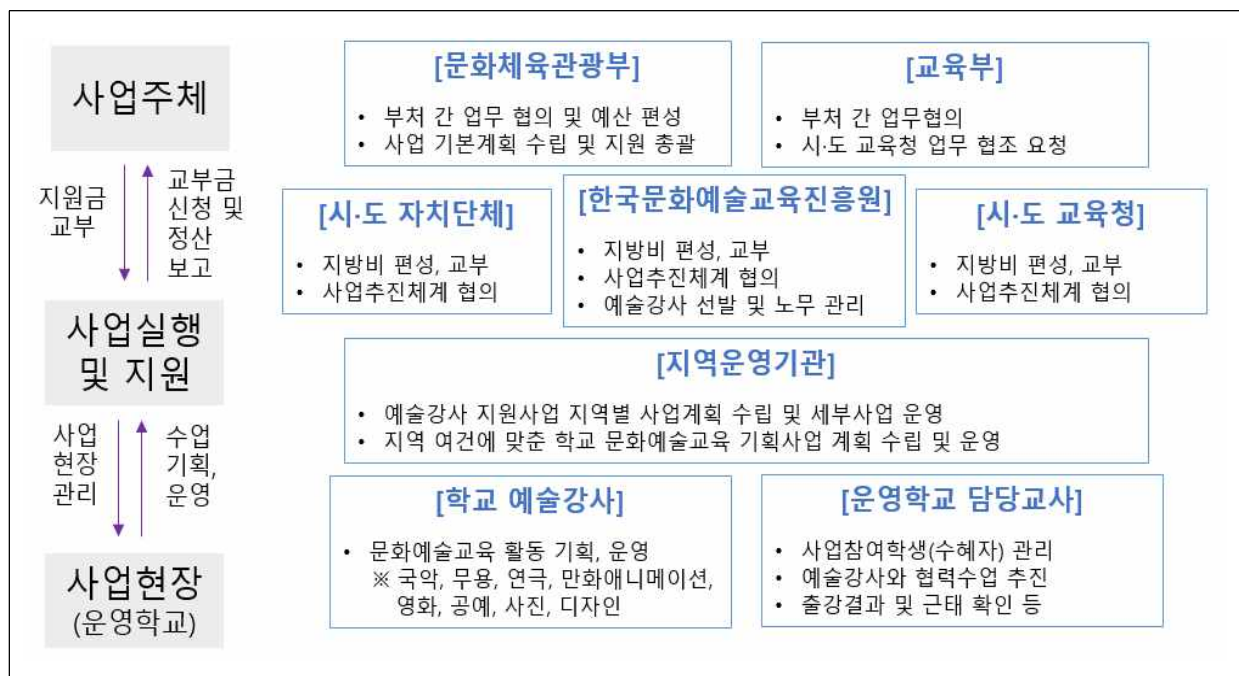 사업주체
지원금
교부
교부금
신청 및
정산
보고
사업실행
및 지원
사업
현장
관리
수업
기획,
운영
사업현장
(운영학교)
[문화체육관광부]
• 부처 간 업무 협의 및 예산 편성
• 사업 기본계획 수립 및 지원 총괄
[교육부]
• 부처 간 업무협의
• 시·도 교육청 업무 협조 요청
[시·도 자치단체]
• 지방비 편성, 교부
• 사업추진체계 협의
[한국문화예술교육진흥원]
• 지방비 편성, 교부
• 사업추진체계 협의
• 예술강사 선발 및 노무 관리
[시·도 교육청]
• 지방비 편성, 교부
• 사업추진체계 협의
[지역운영기관]
• 예술강사 지원사업 지역별 사업계획 수립 및 세부사업 운영
• 지역 여건에 맞춘 학교 문화예술교육 기획사업 계획 수립 및 운영
[학교 예술강사]
• 문화예술교육 활동 기획, 운영
※ 국악, 무용, 연극, 만화애니메이션,
영화, 공예, 사진, 디자인
[운영학교 담당교사]
• 사업참여학생(수혜자) 관리
• 예술강사와 협력수업 추진
• 출강결과 및 근태 확인 등